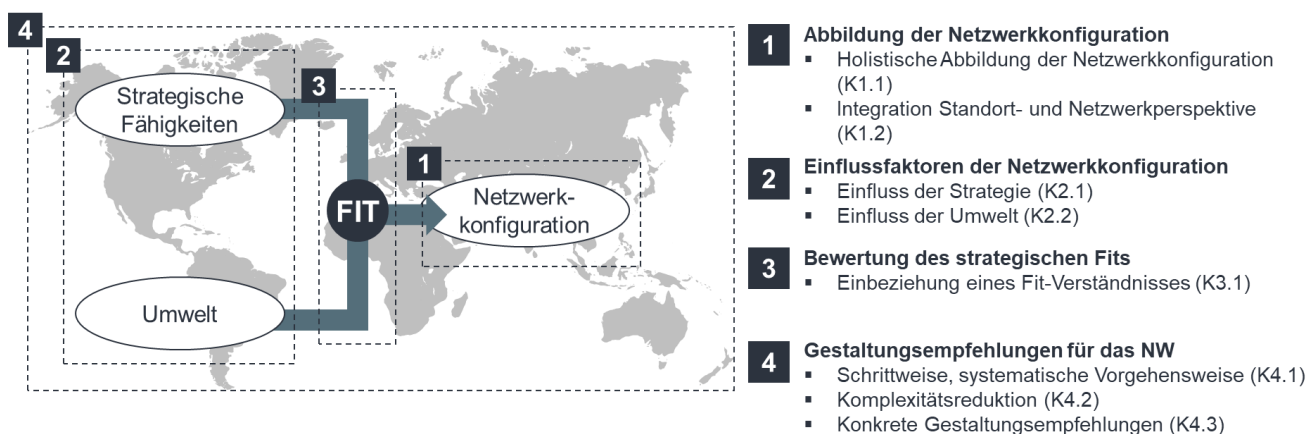 4
2
Strategische
Fähigkeiten
3
1
FIT
Netzwerk-
konfiguration
Umwelt
1
Abbildung der Netzwerkkonfiguration
▪ Holistische Abbildung der Netzwerkkonfiguration
(K1.1)
▪ Integration Standort- und Netzwerkperspektive
(K1.2)
2
Einflussfaktoren der Netzwerkkonfiguration
▪ Einfluss der Strategie (K2.1)
▪ Einfluss der Umwelt (K2.2)
3
Bewertung des strategischen Fits
▪ Einbeziehung eines Fit-Verständnisses (K3.1)
4
Gestaltungsempfehlungen für das NW
▪ Schrittweise, systematische Vorgehensweise (K4.1)
▪ Komplexitätsreduktion (K4.2)
▪ Konkrete Gestaltungsempfehlungen (K4.3)